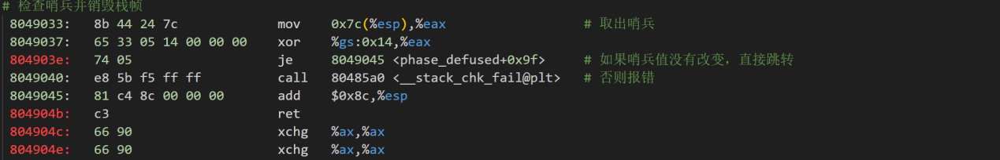 # 检查哨兵并销毁栈帧
8049033: 8b 44 24 7c mov 0x7c(%esp),%eax # 取出哨兵
8049037: 65 33 05 14 00 00 00 xor %gs:0x14,%eax
804903e: 74 05 je 8049045 <phase_defused+0x9f> # 如果哨兵值没有改变，直接跳转
8049040: e8 5b f5 ff ff call 80485a0 <__stack_chk_fail@plt> # 否则报错
8049045: 81 c4 8c 00 00 00 add $0x8c,%esp
804904b: c3 ret
804904c: 66 90 xchg %ax,%ax
804904e: 66 90 xchg %ax,%ax